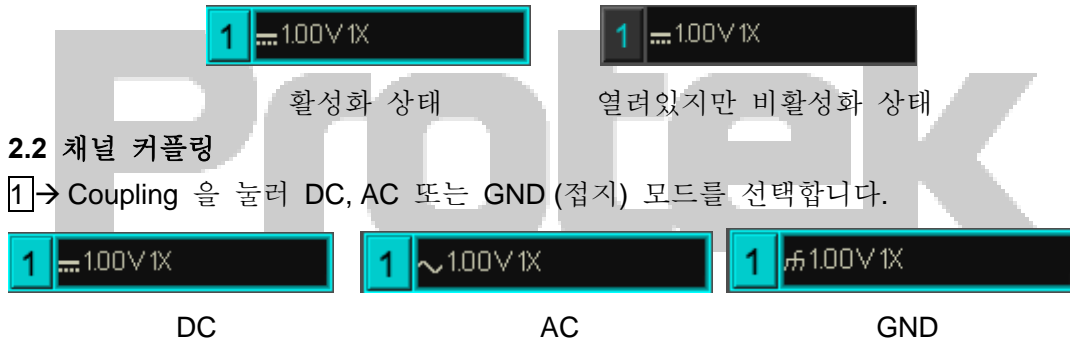 1 1.00V 1X 1 1.00V 1X
활성화 상태 열려있지만 비활성화 상태
2.2 채널 커플링
1→ Coupling 을 눌러 DC, AC 또는 GND (접지) 모드를 선택합니다.
1 1.00V 1X 1 1.00V 1X 1 1.00V 1X
DC AC GND
Protek